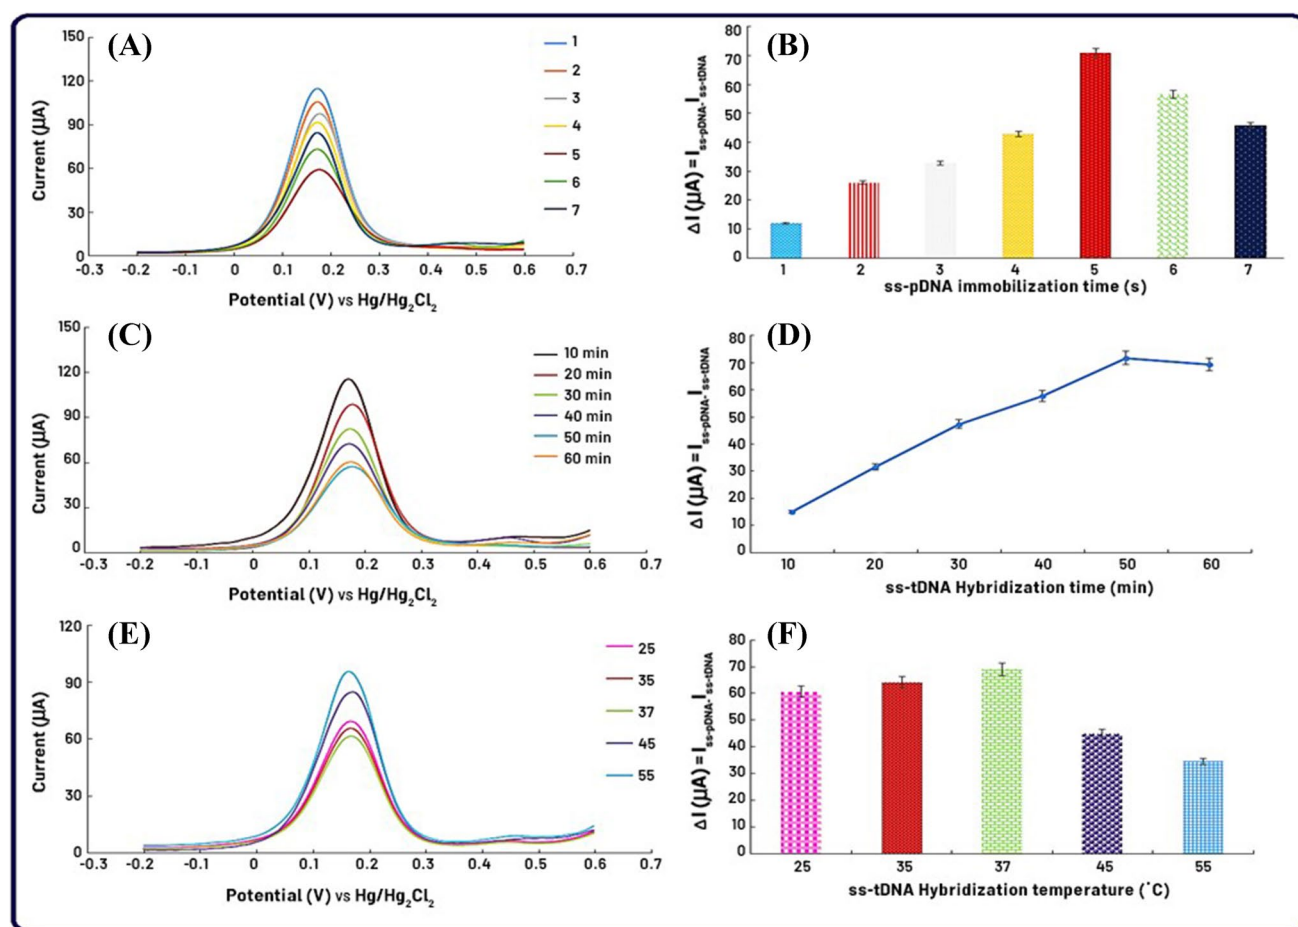 (A)
150
120
90
60
30
0
Current (µA)
-0.3 -0.2 -0.1 0 0.1 0.2 0.3 0.4 0.5 0.6 0.7
Potential (V) vs Hg/Hg2Cl2
1
2
3
4
5
6
7
(B)
80
70
60
50
40
30
20
10
0
ΔI (µA) = I ss-pDNA- I ss-tDNA
1 2 3 4 5 6 7
ss-pDNA immobilization time (s)
(C)
150
120
90
60
30
0
Current (µA)
-0.3 -0.2 -0.1 0 0.1 0.2 0.3 0.4 0.5 0.6 0.7
Potential (V) vs Hg/Hg2Cl2
10 min
20 min
30 min
40 min
50 min
60 min
(D)
80
70
60
50
40
30
20
10
0
ΔI (µA) = I ss-pDNA- I ss-tDNA
10 20 30 40 50 60
ss-tDNA Hybridization time (min)
(E)
120
90
60
30
0
Current (µA)
-0.3 -0.2 -0.1 0 0.1 0.2 0.3 0.4 0.5 0.6 0.7
Potential (V) vs Hg/Hg2Cl2
25
35
37
45
55
(F)
80
70
60
50
40
30
20
10
0
ΔI (µA) = I ss-pDNA- I ss-tDNA
25 35 37 45 55
ss-tDNA Hybridization temperature (˚C)